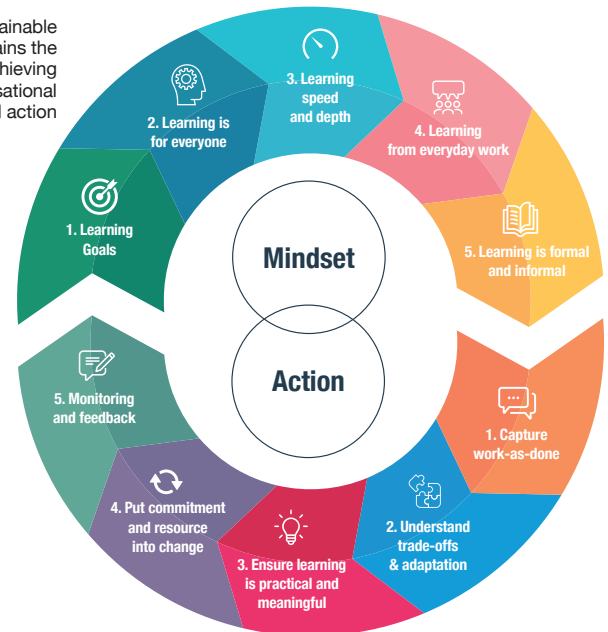 ainable
ains the
hieving
sational
action
1. Learning
Goals
2. Learning is
for everyone
3. Learning
speed
and depth
4. Learning
from everyday work
5. Learning is formal
and informal
Mindset
Action
1. Capture
work-as-done
2. Understand
trade-offs
& adaptation
3. Ensure learning
is practical and
meaningful
4. Put commitment
and resource
into change
5. Monitoring
and feedback